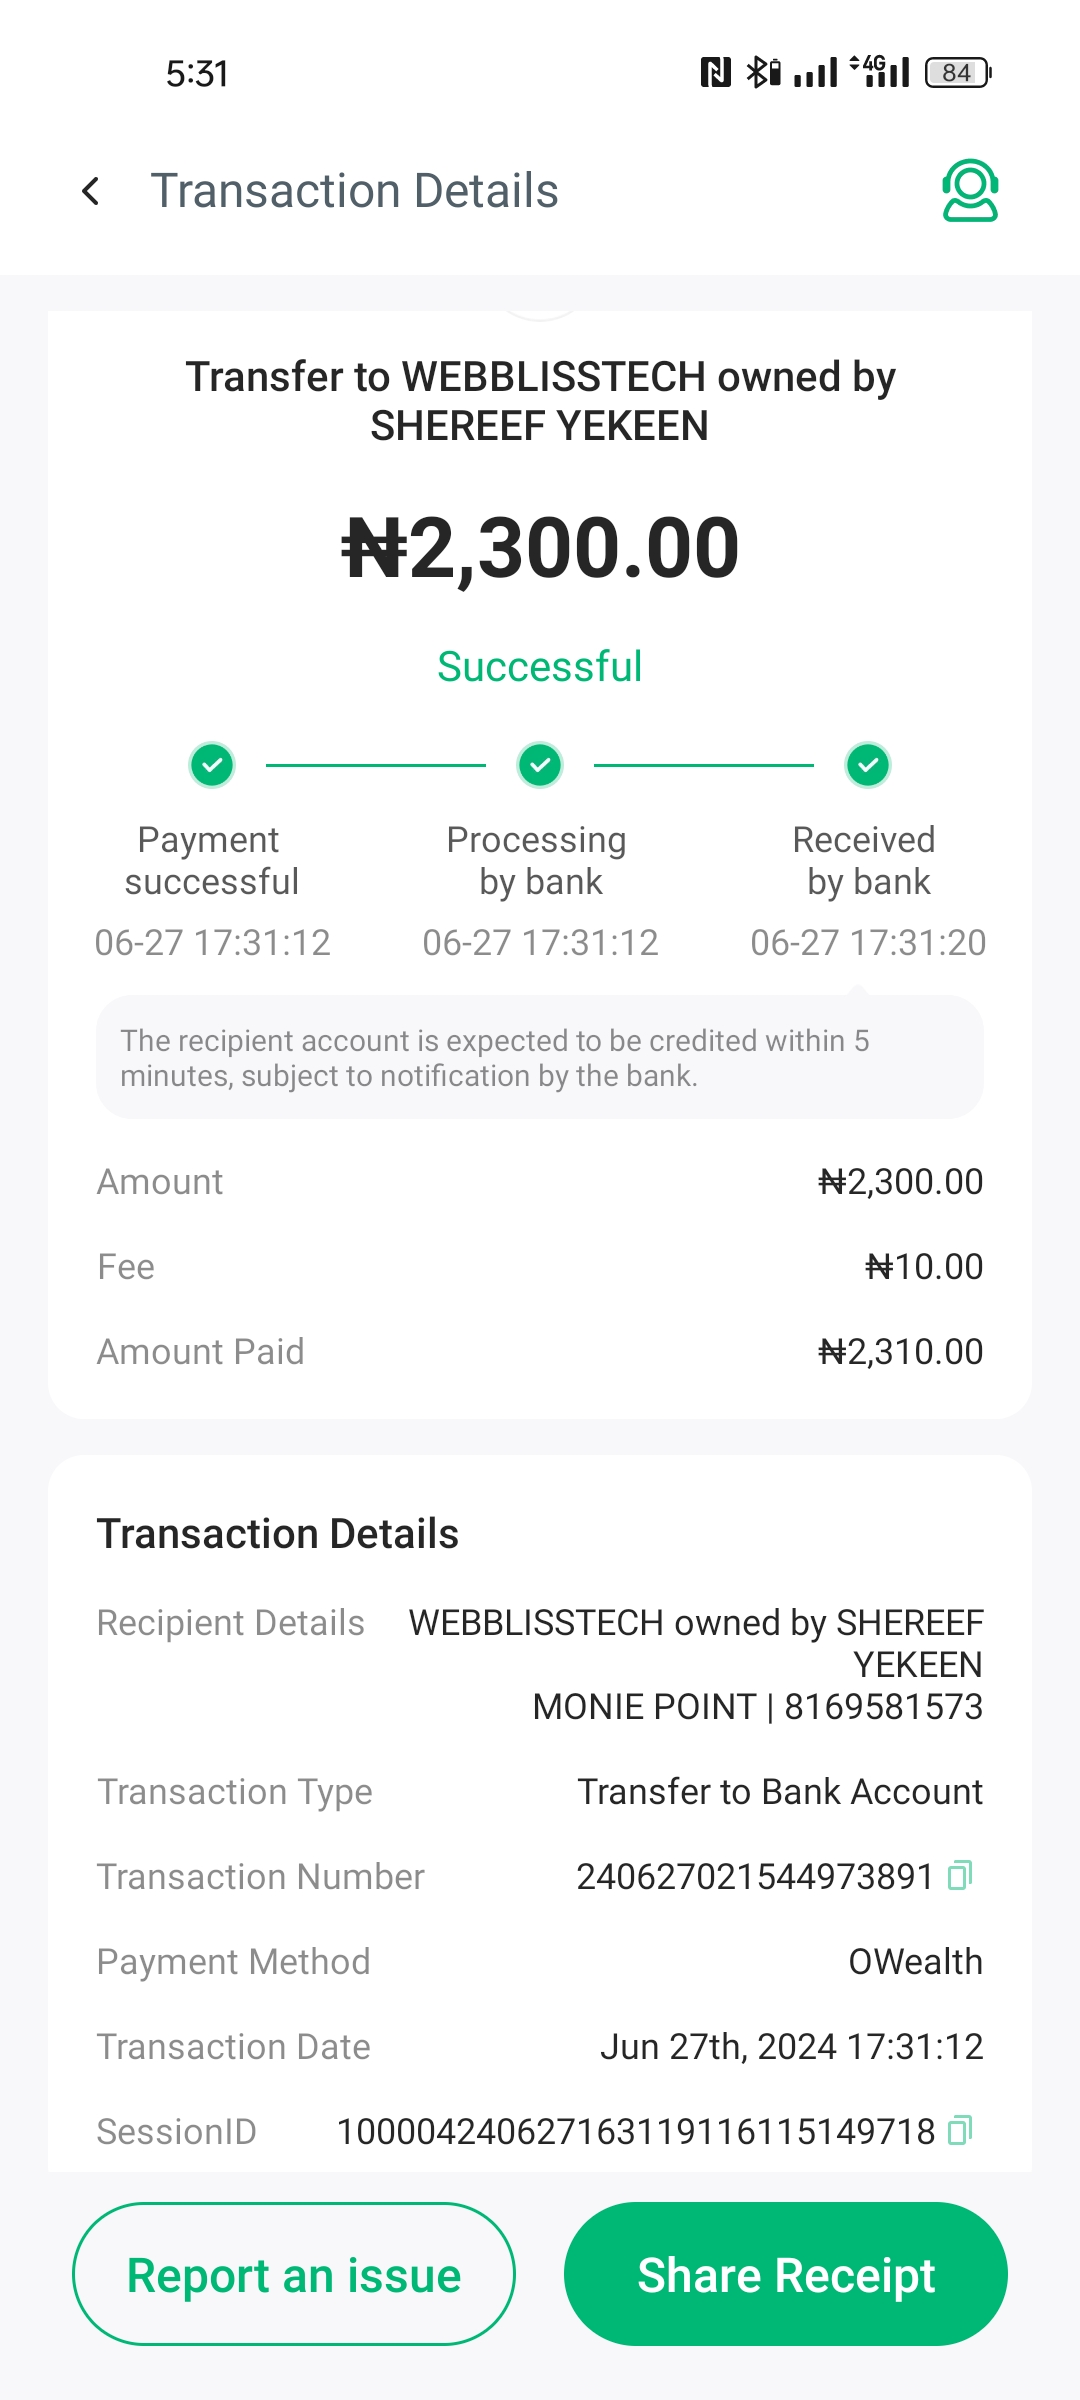 5:31
4G
84
Transaction Details
Transfer to WEBBLISSTECH owned by
SHEREEF YEKEEN
₦2,300.00
Successful
Payment
successful
06-27 17:31:12
Processing
by bank
06-27 17:31:12
Received
by bank
06-27 17:31:20
The recipient account is expected to be credited within 5
minutes, subject to notification by the bank.
Amount ₦2,300.00
Fee ₦10.00
Amount Paid ₦2,310.00
Transaction Details
Recipient Details WEBBLISSTECH owned by SHEREEF
YEKEEN
MONIE POINT | 8169581573
Transaction Type Transfer to Bank Account
Transaction Number 240627021544973891
Payment Method OWealth
Transaction Date Jun 27th, 2024 17:31:12
SessionID 100004240627163119116115149718
Report an issue
Share Receipt